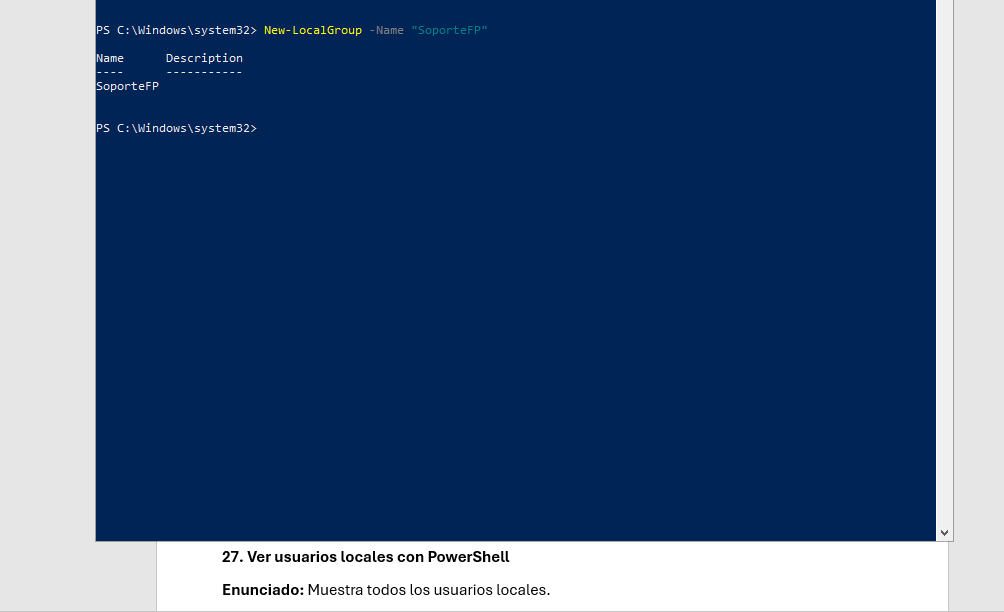 PS C:\Windows\system32> New-LocalGroup -Name "SoporteFP"
Name      Description
----      -----------
SoporteFP
PS C:\Windows\system32>
27. Ver usuarios locales con PowerShell
Enunciado: Muestra todos los usuarios locales.